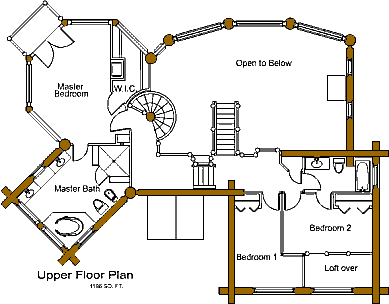 Open to Below
Master
Bedroom
W.I.C.
Master Bath
Bedroom 2
Bedroom 1
Loft over
Upper Floor Plan
1186 SQ. FT.